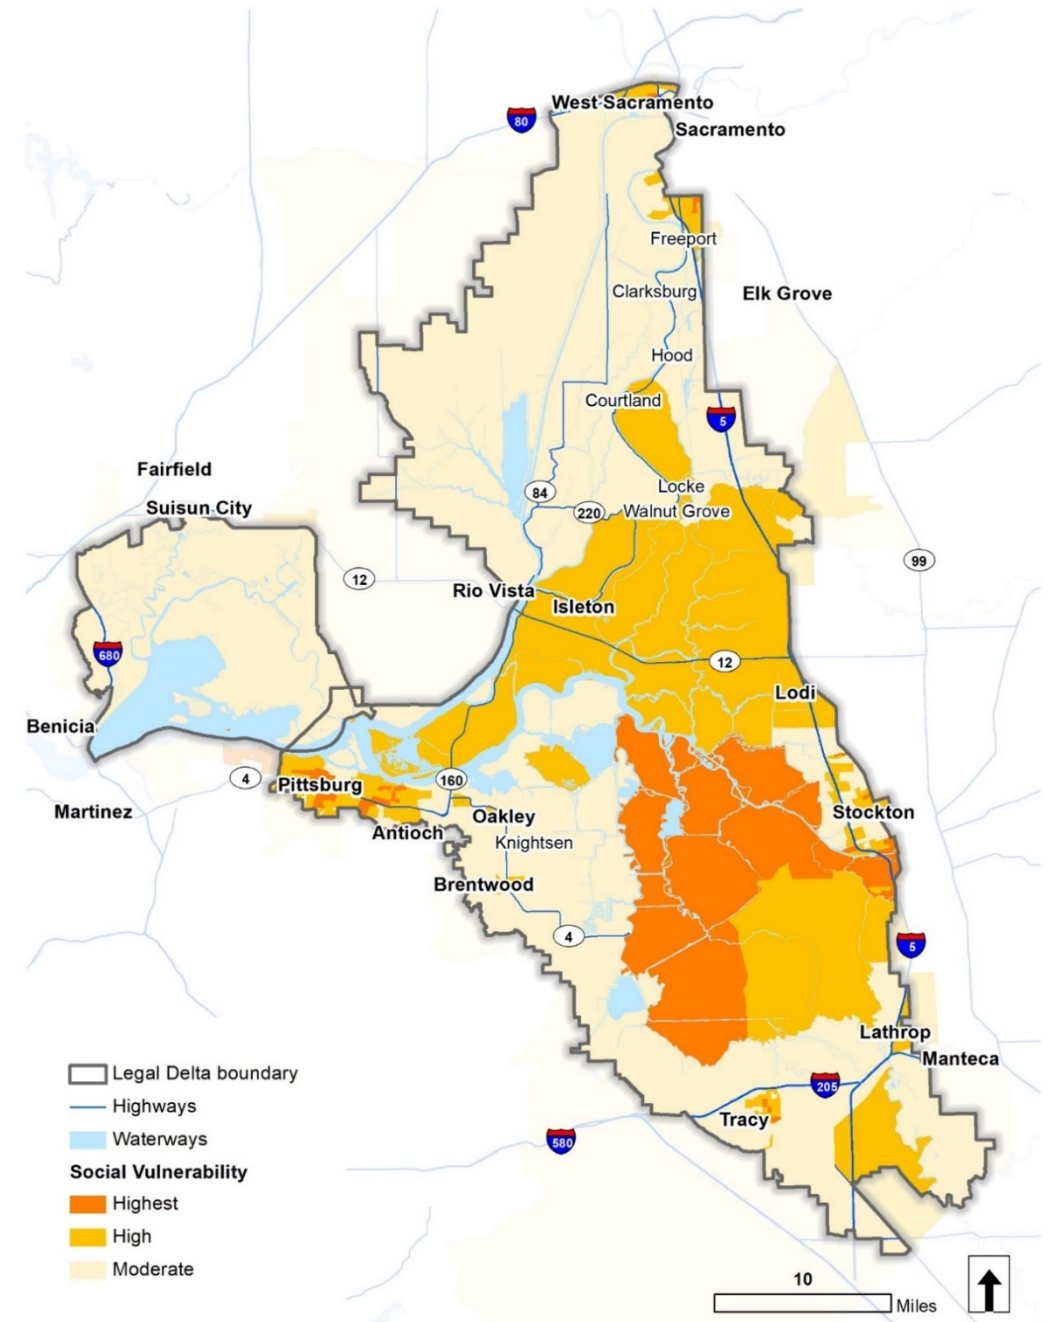 West Sacramento
80
Sacramento
Freeport
Clarksburg
Elk Grove
Hood
Courtland
5
Fairfield
Locke
84
Suisun City
220
Walnut Grove
99
12
Rio Vista
Isleton
680
12
Lodi
Benicia
4
Pittsburg
160
Martinez
Oakley
Stockton
Antioch
Knightsen
Brentwood
4
5
Lathrop
Manteca
205
Tracy
580
Legal Delta boundary
Highways
Waterways
Social Vulnerability
Highest
High
Moderate
10
Miles